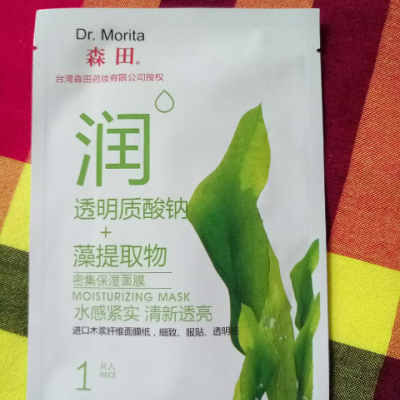 Dr. Morita
森田®
台湾森田药妆有限公司授权
润
透明质酸钠
+
藻提取物
密集保湿面膜
MOISTURIZING MASK
水感紧实 清新透亮
进口木浆纤维面膜纸，细致、服贴、透明感
1 片入
PIECE